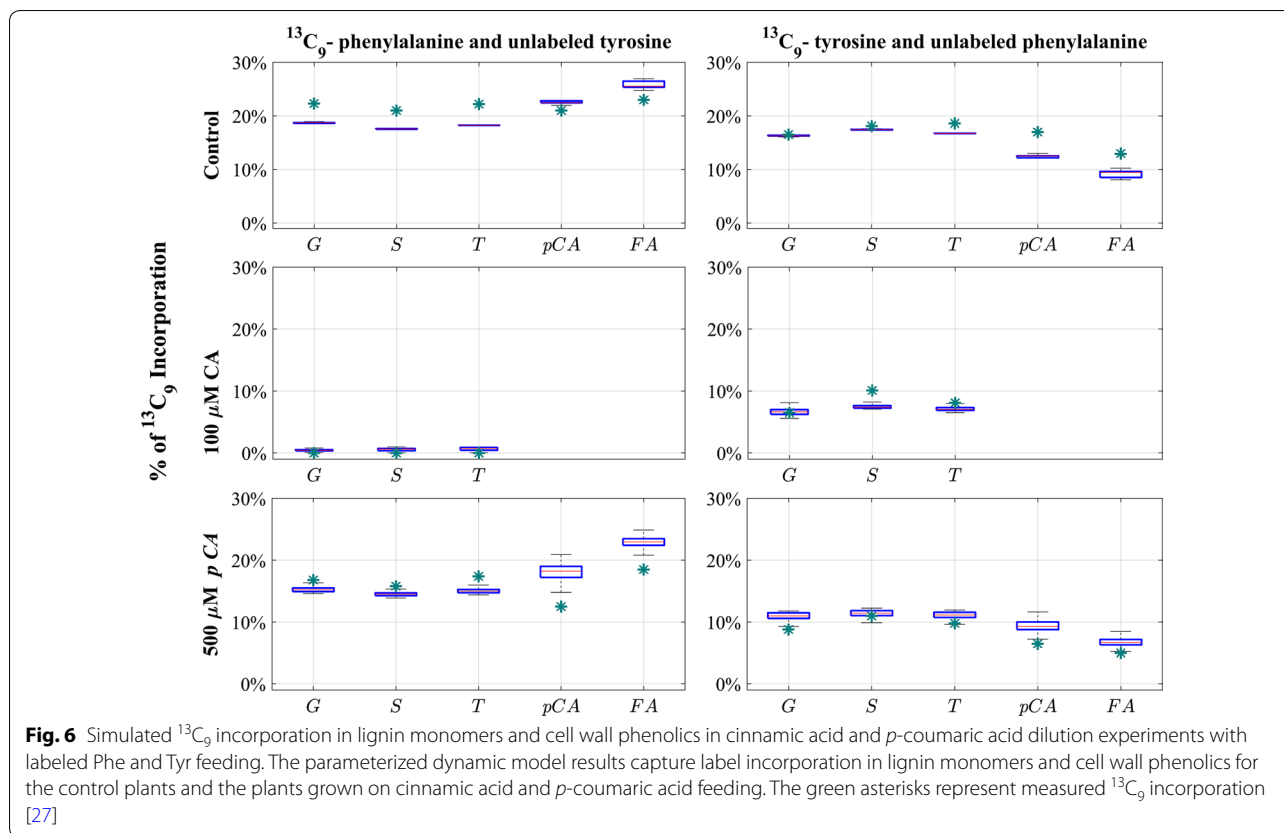 ¹³C₉- phenylalanine and unlabeled tyrosine
¹³C₉- tyrosine and unlabeled phenylalanine
% of ¹³C₉ Incorporation
Control
30%
20%
10%
0%
G S T pCA FA
30%
20%
10%
0%
G S T pCA FA
100 μM CA
30%
20%
10%
0%
G S T
30%
20%
10%
0%
G S T
500 μM p CA
30%
20%
10%
0%
G S T pCA FA
30%
20%
10%
0%
G S T pCA FA
Fig. 6 Simulated ¹³C₉ incorporation in lignin monomers and cell wall phenolics in cinnamic acid and p-coumaric acid dilution experiments with
labeled Phe and Tyr feeding. The parameterized dynamic model results capture label incorporation in lignin monomers and cell wall phenolics for
the control plants and the plants grown on cinnamic acid and p-coumaric acid feeding. The green asterisks represent measured ¹³C₉ incorporation
[27]